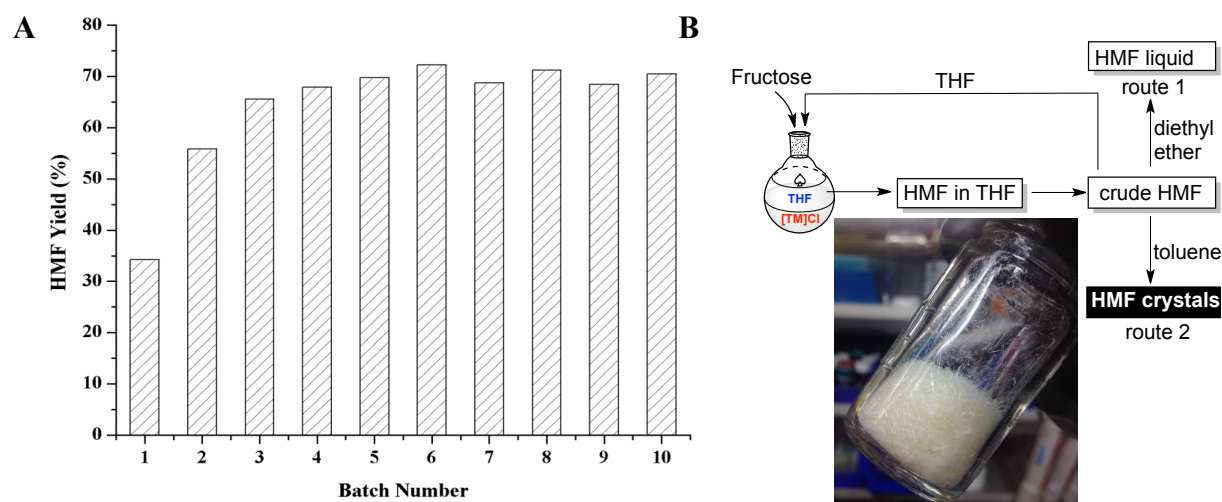 A
HMF Yield (%)
80
70
60
50
40
30
20
10
0
1 2 3 4 5 6 7 8 9 10
Batch Number
B
Fructose
THF
THF
[TM]Cl
HMF in THF
crude HMF
HMF liquid
route 1
diethyl
ether
toluene
HMF crystals
route 2